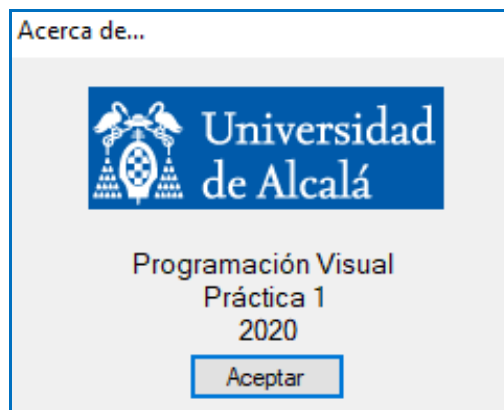 Acerca de...
Universidad
de Alcalá
Programación Visual
Práctica 1
2020
Aceptar